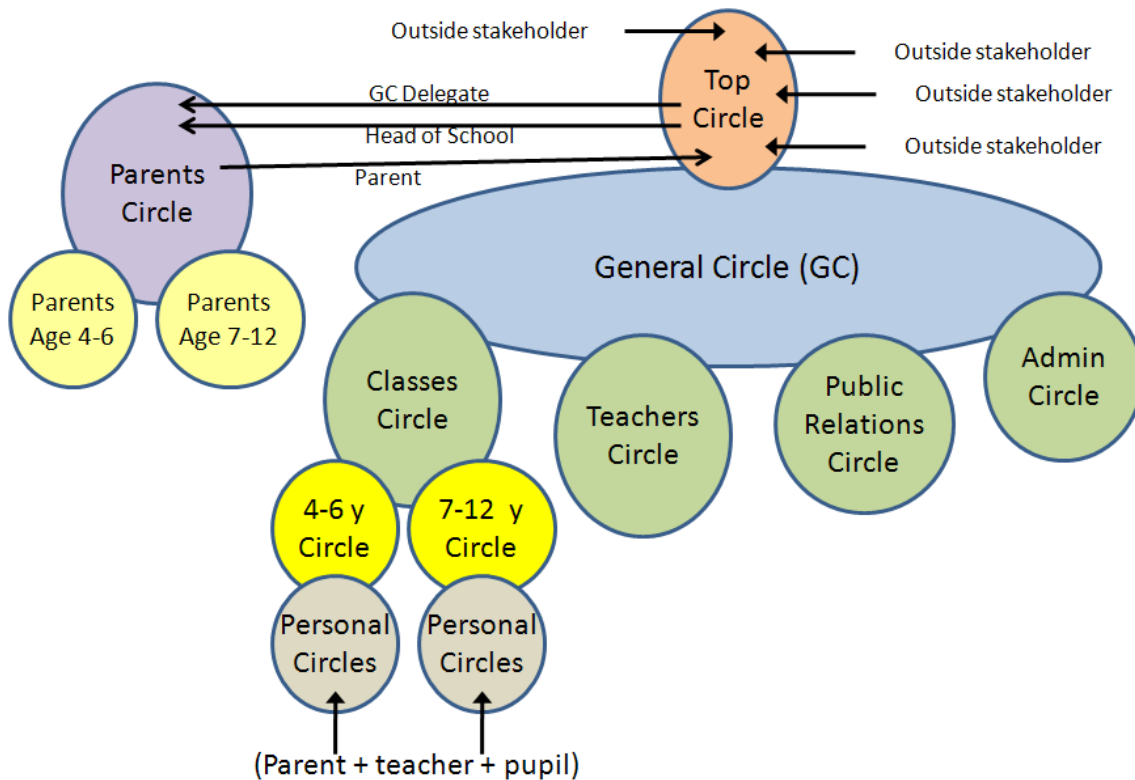 Outside stakeholder
Outside stakeholder
Top
Circle
Outside stakeholder
GC Delegate
Head of School
Outside stakeholder
Parent
Parents
Circle
General Circle (GC)
Parents
Age 4-6
Parents
Age 7-12
Classes
Circle
Teachers
Circle
Public
Relations
Circle
Admin
Circle
4-6 y
Circle
7-12 y
Circle
Personal
Circles
Personal
Circles
(Parent + teacher + pupil)